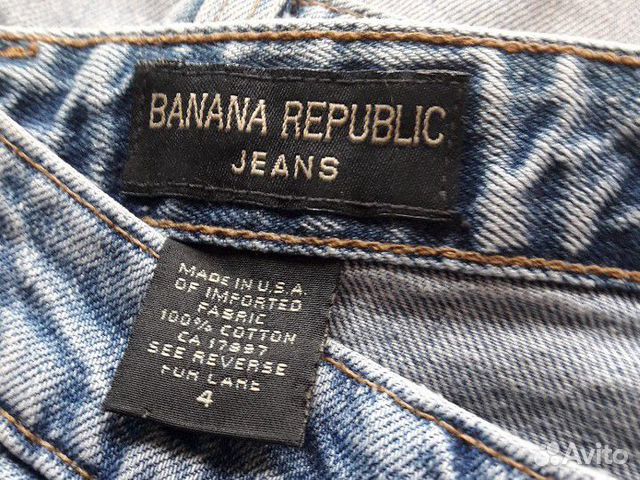 BANANA REPUBLIC
JEANS
MADE IN U.S.A.
OF IMPORTED
FABRIC
100% COTTON
CA 17897
SEE REVERSE
FOR CARE
4
Avito